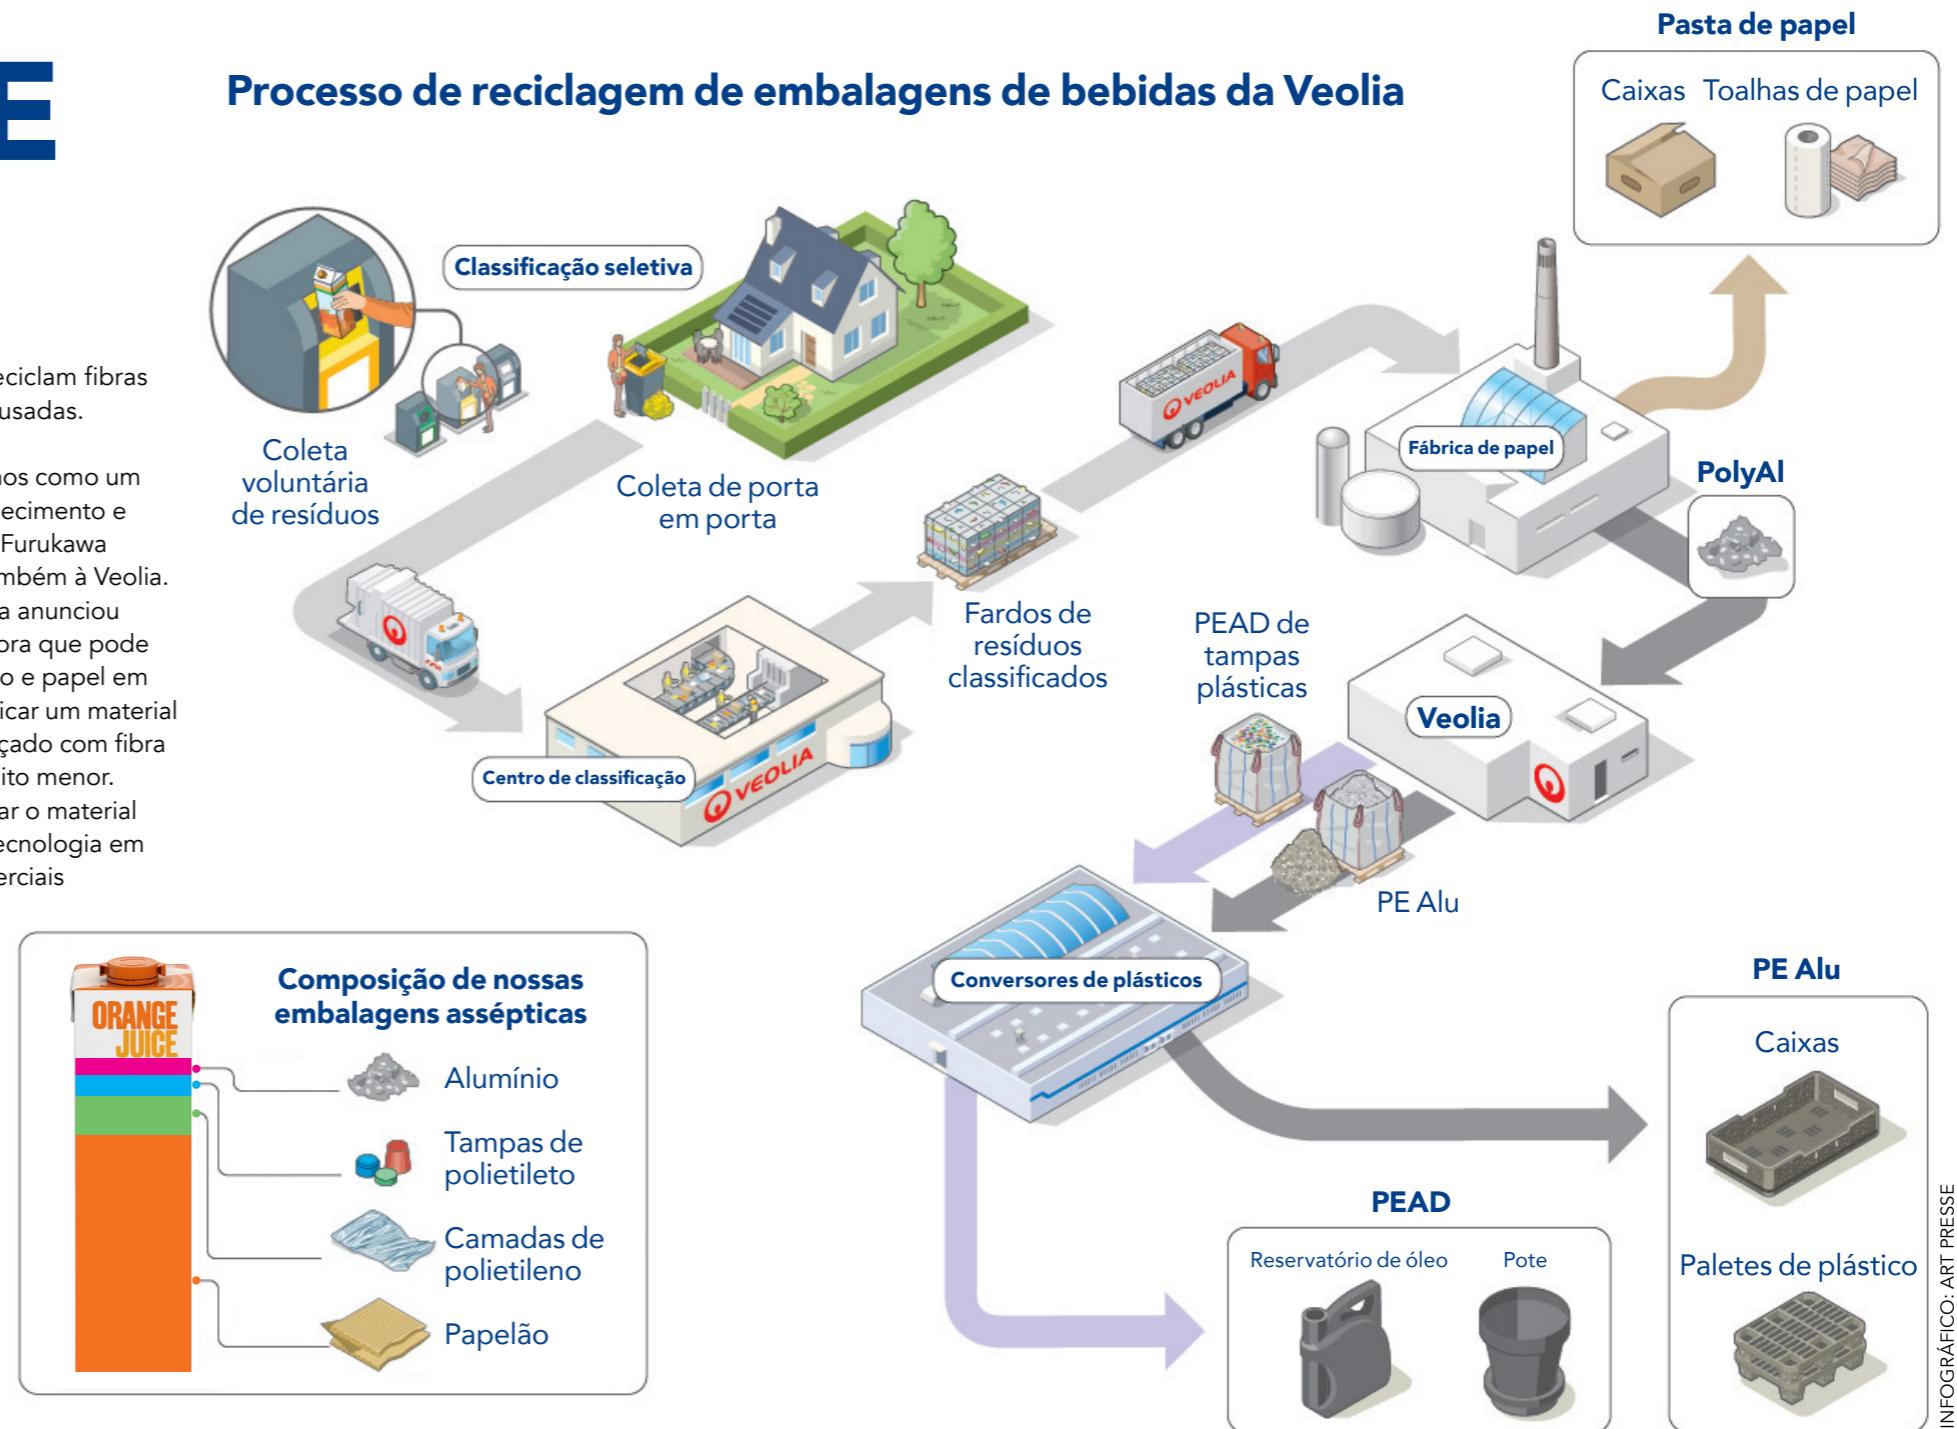 E
Processo de reciclagem de embalagens de bebidas da Veolia
eciclam fibras
usadas.
nos como um
ecimento e
Furukawa
ambém à Veolia.
a anunciou
ora que pode
o e papel em
icar um material
çado com fibra
ito menor.
ar o material
ecnologia em
erciais
Classificação seletiva
Coleta
voluntária
de resíduos
Coleta de porta
em porta
Centro de classificação
VEOLIA
Fardos de
resíduos
classificados
VEOLIA
Fábrica de papel
Pasta de papel
Caixas
Toalhas de papel
PolyAl
Veolia
PEAD de
tampas
plásticas
PE Alu
Conversores de plásticos
PE Alu
Caixas
Paletes de plástico
PEAD
Reservatório de óleo
Pote
Composição de nossas
embalagens assépticas
ORANGE
JUICE
Alumínio
Tampas de
polietileto
Camadas de
polietileno
Papelão
INFOGRÁFICO: ART PRESSE